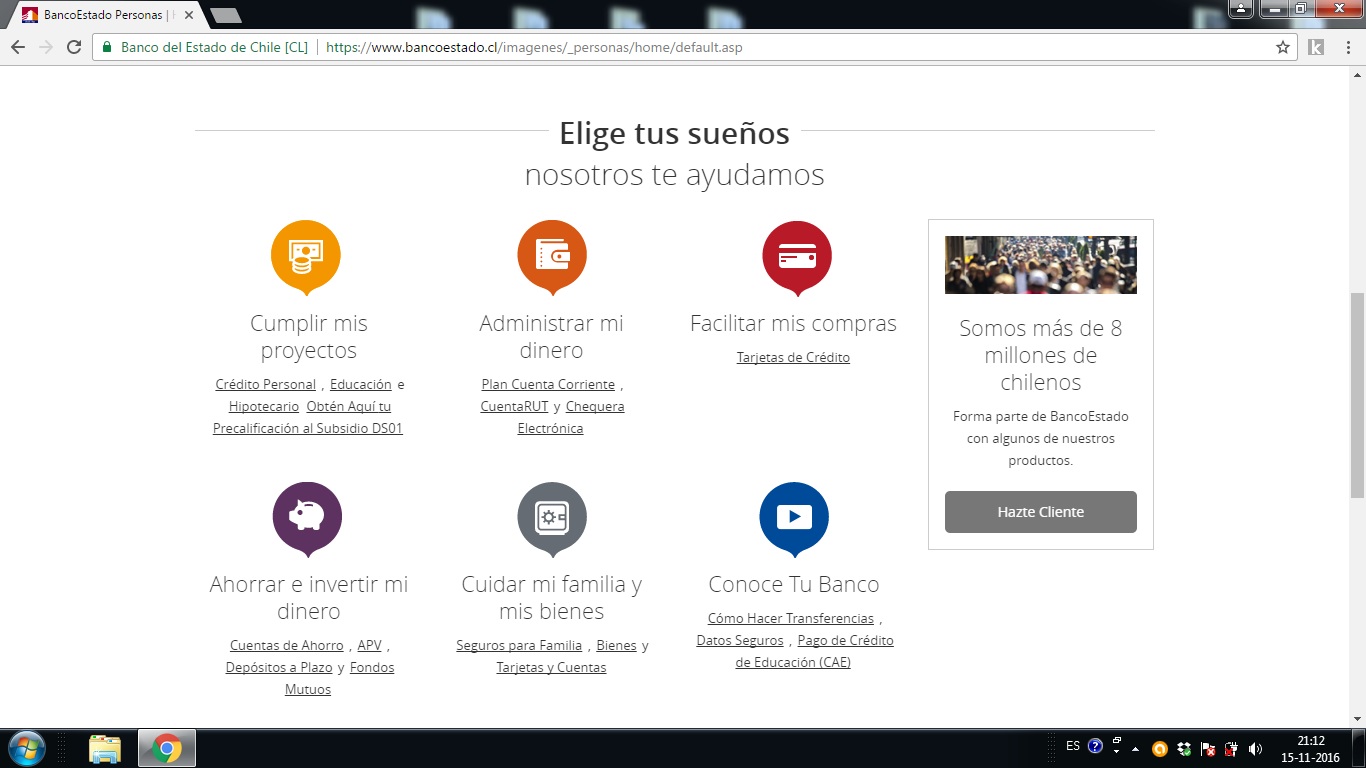 BancoEstado Personas |
Banco del Estado de Chile [CL]
https://www.bancoestado.cl/imagenes/_personas/home/default.asp
Elige tus sueños
nosotros te ayudamos
Cumplir mis
proyectos
Crédito Personal , Educación e
Hipotecario Obtén Aquí tu
Precalificación al Subsidio DS01
Administrar mi
dinero
Plan Cuenta Corriente ,
CuentaRUT y Chequera
Electrónica
Facilitar mis compras
Tarjetas de Crédito
Somos más de 8
millones de
chilenos
Forma parte de BancoEstado
con algunos de nuestros
productos.
Hazte Cliente
Ahorrar e invertir mi
dinero
Cuentas de Ahorro , APV ,
Depósitos a Plazo y Fondos
Mutuos
Cuidar mi familia y
mis bienes
Seguros para Familia , Bienes y
Tarjetas y Cuentas
Conoce Tu Banco
Cómo Hacer Transferencias ,
Datos Seguros , Pago de Crédito
de Educación (CAE)
ES
21:12
15-11-2016